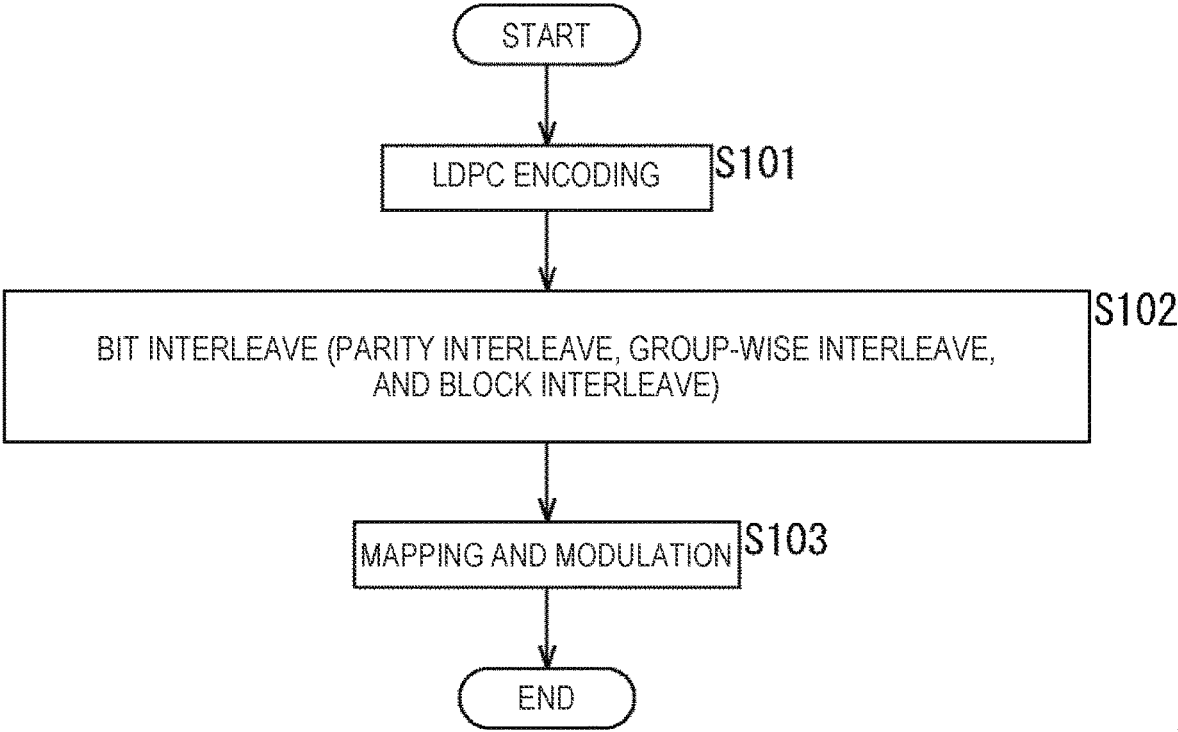 START
LDPC ENCODING
S101
BIT INTERLEAVE (PARITY INTERLEAVE, GROUP-WISE INTERLEAVE,
AND BLOCK INTERLEAVE)
S102
MAPPING AND MODULATION
S103
END